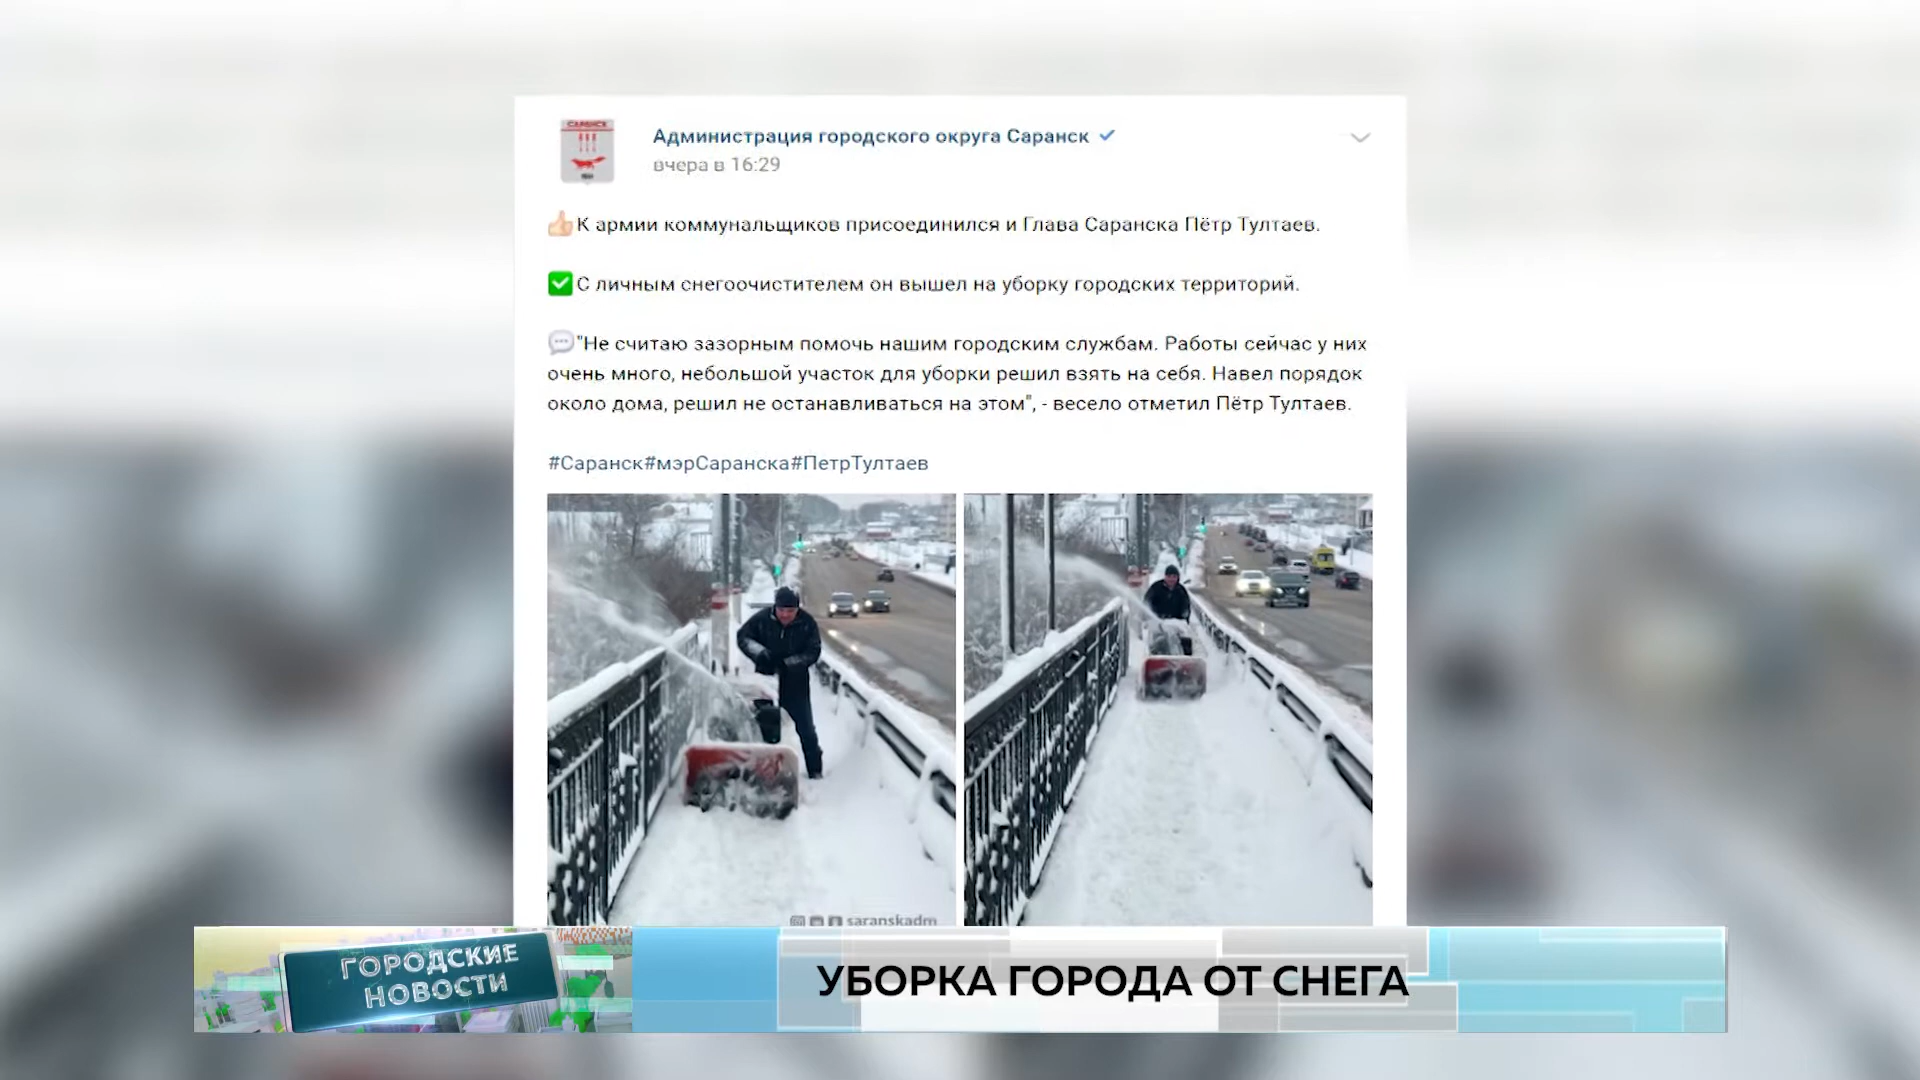 САРАНСК
Администрация городского округа Саранск
вчера в 16:29
К армии коммунальщиков присоединился и Глава Саранска Пётр Тултаев.
С личным снегоочистителем он вышел на уборку городских территорий.
"Не считаю зазорным помочь нашим городским службам. Работы сейчас у них
очень много, небольшой участок для уборки решил взять на себя. Навел порядок
около дома, решил не останавливаться на этом", - весело отметил Пётр Тултаев.
#Саранск#мэрСаранска#ПетрТултаев
saranskadm
ГОРОДСКИЕ
НОВОСТИ
УБОРКА ГОРОДА ОТ СНЕГА